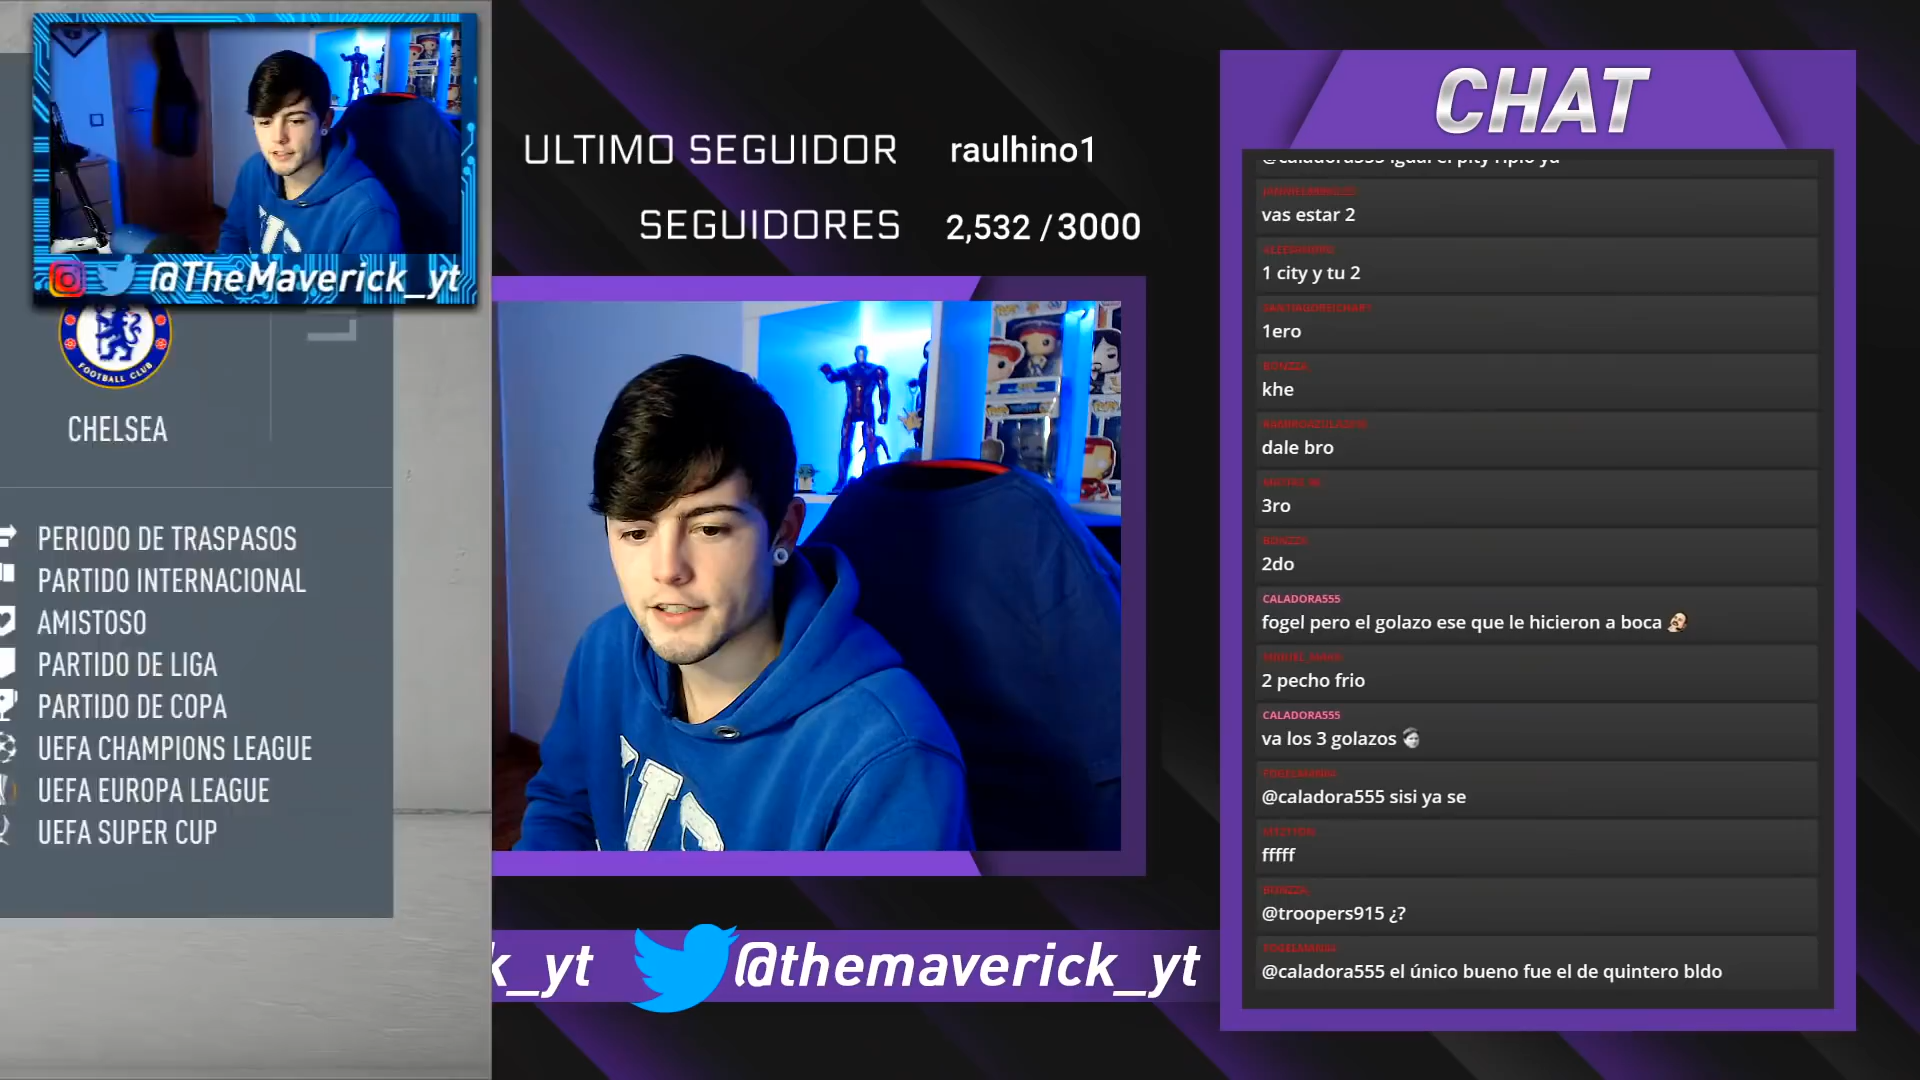 @TheMaverick_yt
FOOTBALL CLUB
CHELSEA
PERIODO DE TRASPASOS
PARTIDO INTERNACIONAL
AMISTOSO
PARTIDO DE LIGA
PARTIDO DE COPA
UEFA CHAMPIONS LEAGUE
UEFA EUROPA LEAGUE
UEFA SUPER CUP
ULTIMO SEGUIDOR raulhino1
SEGUIDORES 2,532 / 3000
k_yt @themaverick_yt
CHAT
vas estar 2
1 city y tu 2
1ero
BONZZA
khe
dale bro
3ro
BONZZA
2do
CALADORA555
fogel pero el golazo ese que le hicieron a boca
2 pecho frio
CALADORA555
va los 3 golazos
@caladora555 sisi ya se
fffff
BONZZA
@troopers915 ¿?
@caladora555 el único bueno fue el de quintero bldo